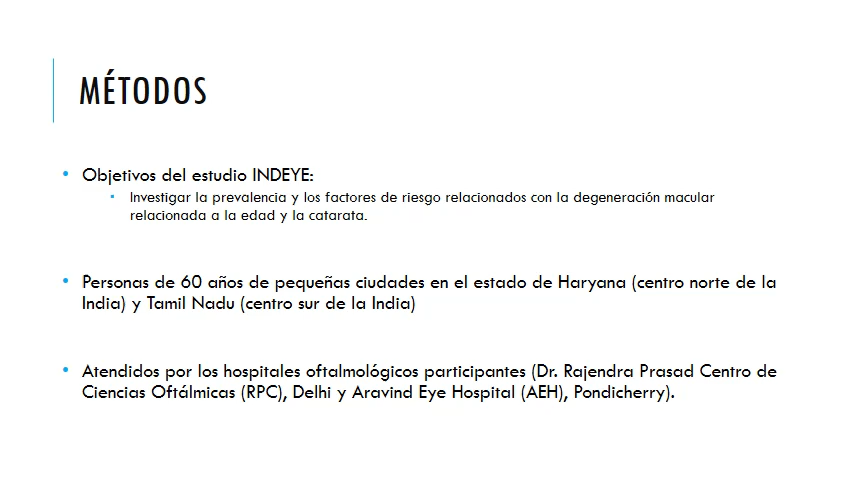 MÉTODOS
• Objetivos del estudio INDEYE:
• Investigar la prevalencia y los factores de riesgo relacionados con la degeneración macular
relacionada a la edad y la catarata.
• Personas de 60 años de pequeñas ciudades en el estado de Haryana (centro norte de la
India) y Tamil Nadu (centro sur de la India)
• Atendidos por los hospitales oftalmológicos participantes (Dr. Rajendra Prasad Centro de
Ciencias Oftálmicas (RPC), Delhi y Aravind Eye Hospital (AEH), Pondicherry).